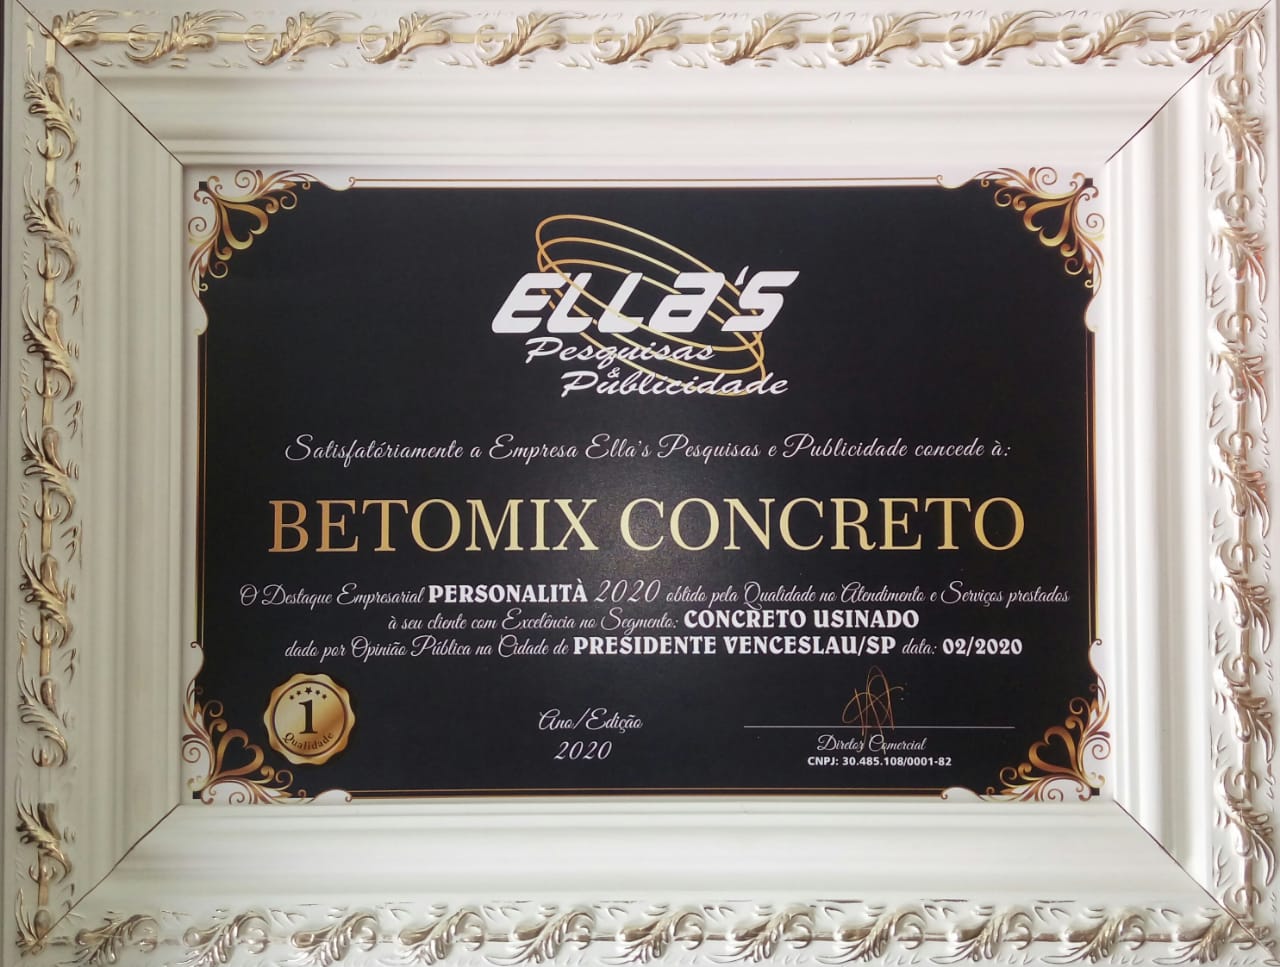 ELLA'S
Pesquisas
&
Publicidade
Satisfatóriamente a Empresa Ella's Pesquisas e Publicidade concede à:
BETOMIX CONCRETO
O Destaque Empresarial PERSONALITÀ 2020 obtido pela Qualidade no Atendimento e Serviços prestados
à seu cliente com Excelência no Segmento: CONCRETO USINADO
dado por Opinião Pública na Cidade de PRESIDENTE VENCESLAU/SP data: 02/2020
1
Qualidade
Ano/Edição
2020
Diretor Comercial
CNPJ: 30.485.108/0001-82